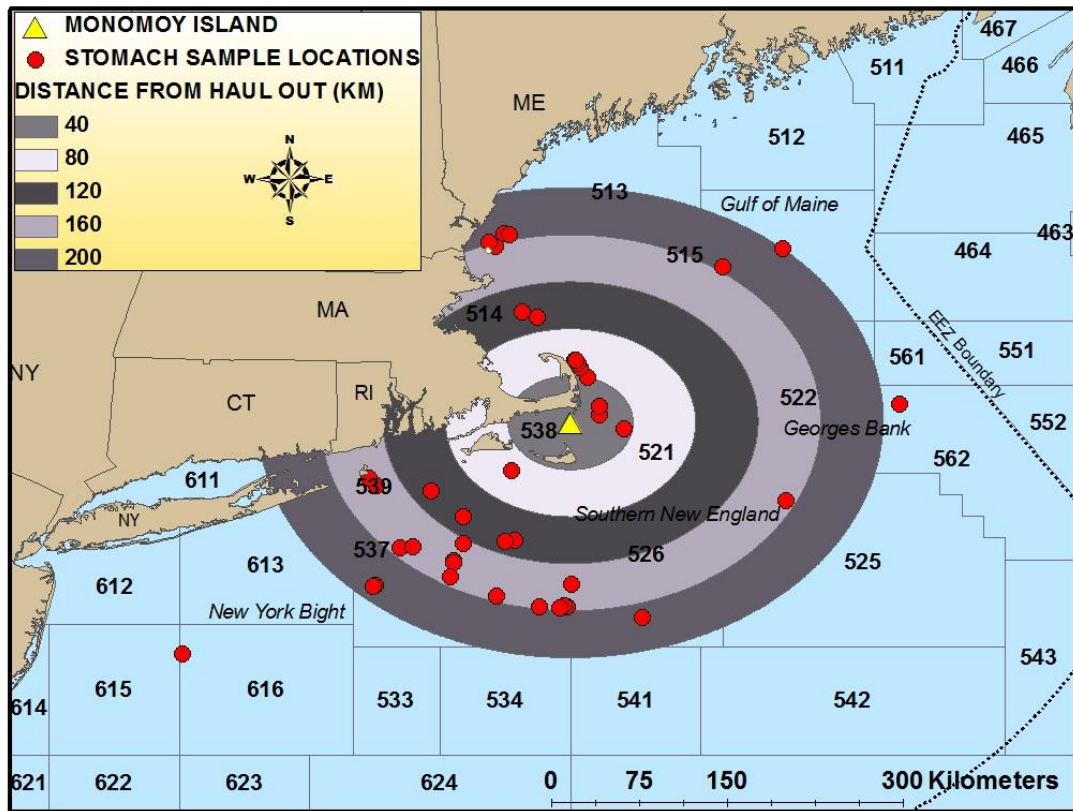 MONOMOY ISLAND
STOMACH SAMPLE LOCATIONS
DISTANCE FROM HAUL OUT (KM)
40
80
120
160
200
N
W E
S
467
511 466
ME
512 465
513
Gulf of Maine
463
515 464
514
MA
EEZ Boundary
561 551
NY
RI
CT 522
552
538 Georges Bank
521 562
611
539
NY Southern New England
537 526
525
613
612
New York Bight
543
615 616
614 533 534 541 542
621 622 623 624
0 75 150 300 Kilometers